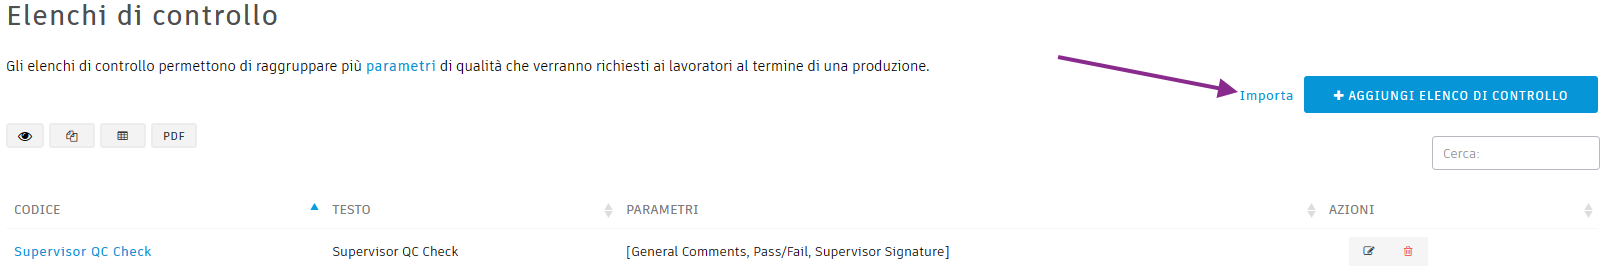 Elenchi di controllo
Gli elenchi di controllo permettono di raggruppare più parametri di qualità che verranno richiesti ai lavoratori al termine di una produzione.
Importa
AGGIUNGI ELENCO DI CONTROLLO
PDF
Cerca:
CODICE TESTO PARAMETRI AZIONI
Supervisor QC Check Supervisor QC Check [General Comments, Pass/Fail, Supervisor Signature]